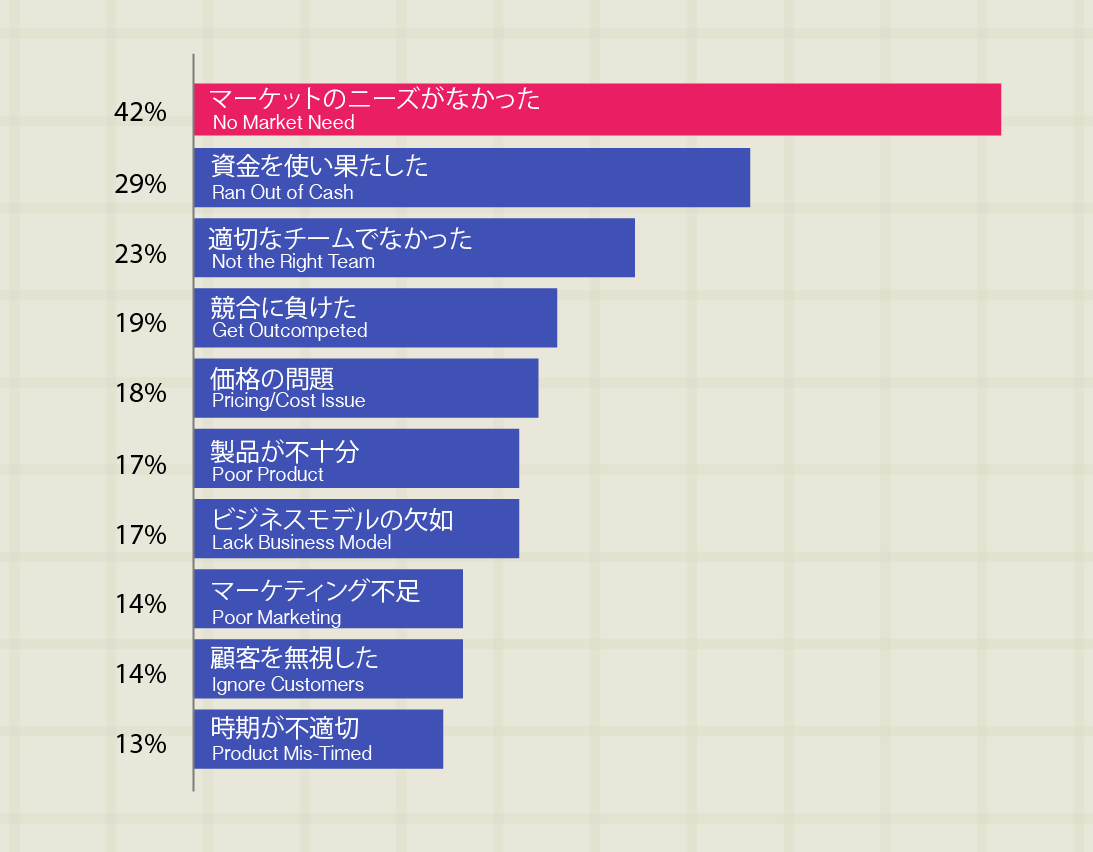 42%
マーケットのニーズがなかった
No Market Need
29%
資金を使い果たした
Ran Out of Cash
23%
適切なチームでなかった
Not the Right Team
19%
競合に負けた
Get Outcompeted
18%
価格の問題
Pricing/Cost Issue
17%
製品が不十分
Poor Product
17%
ビジネスモデルの欠如
Lack Business Model
14%
マーケティング不足
Poor Marketing
14%
顧客を無視した
Ignore Customers
13%
時期が不適切
Product Mis-Timed